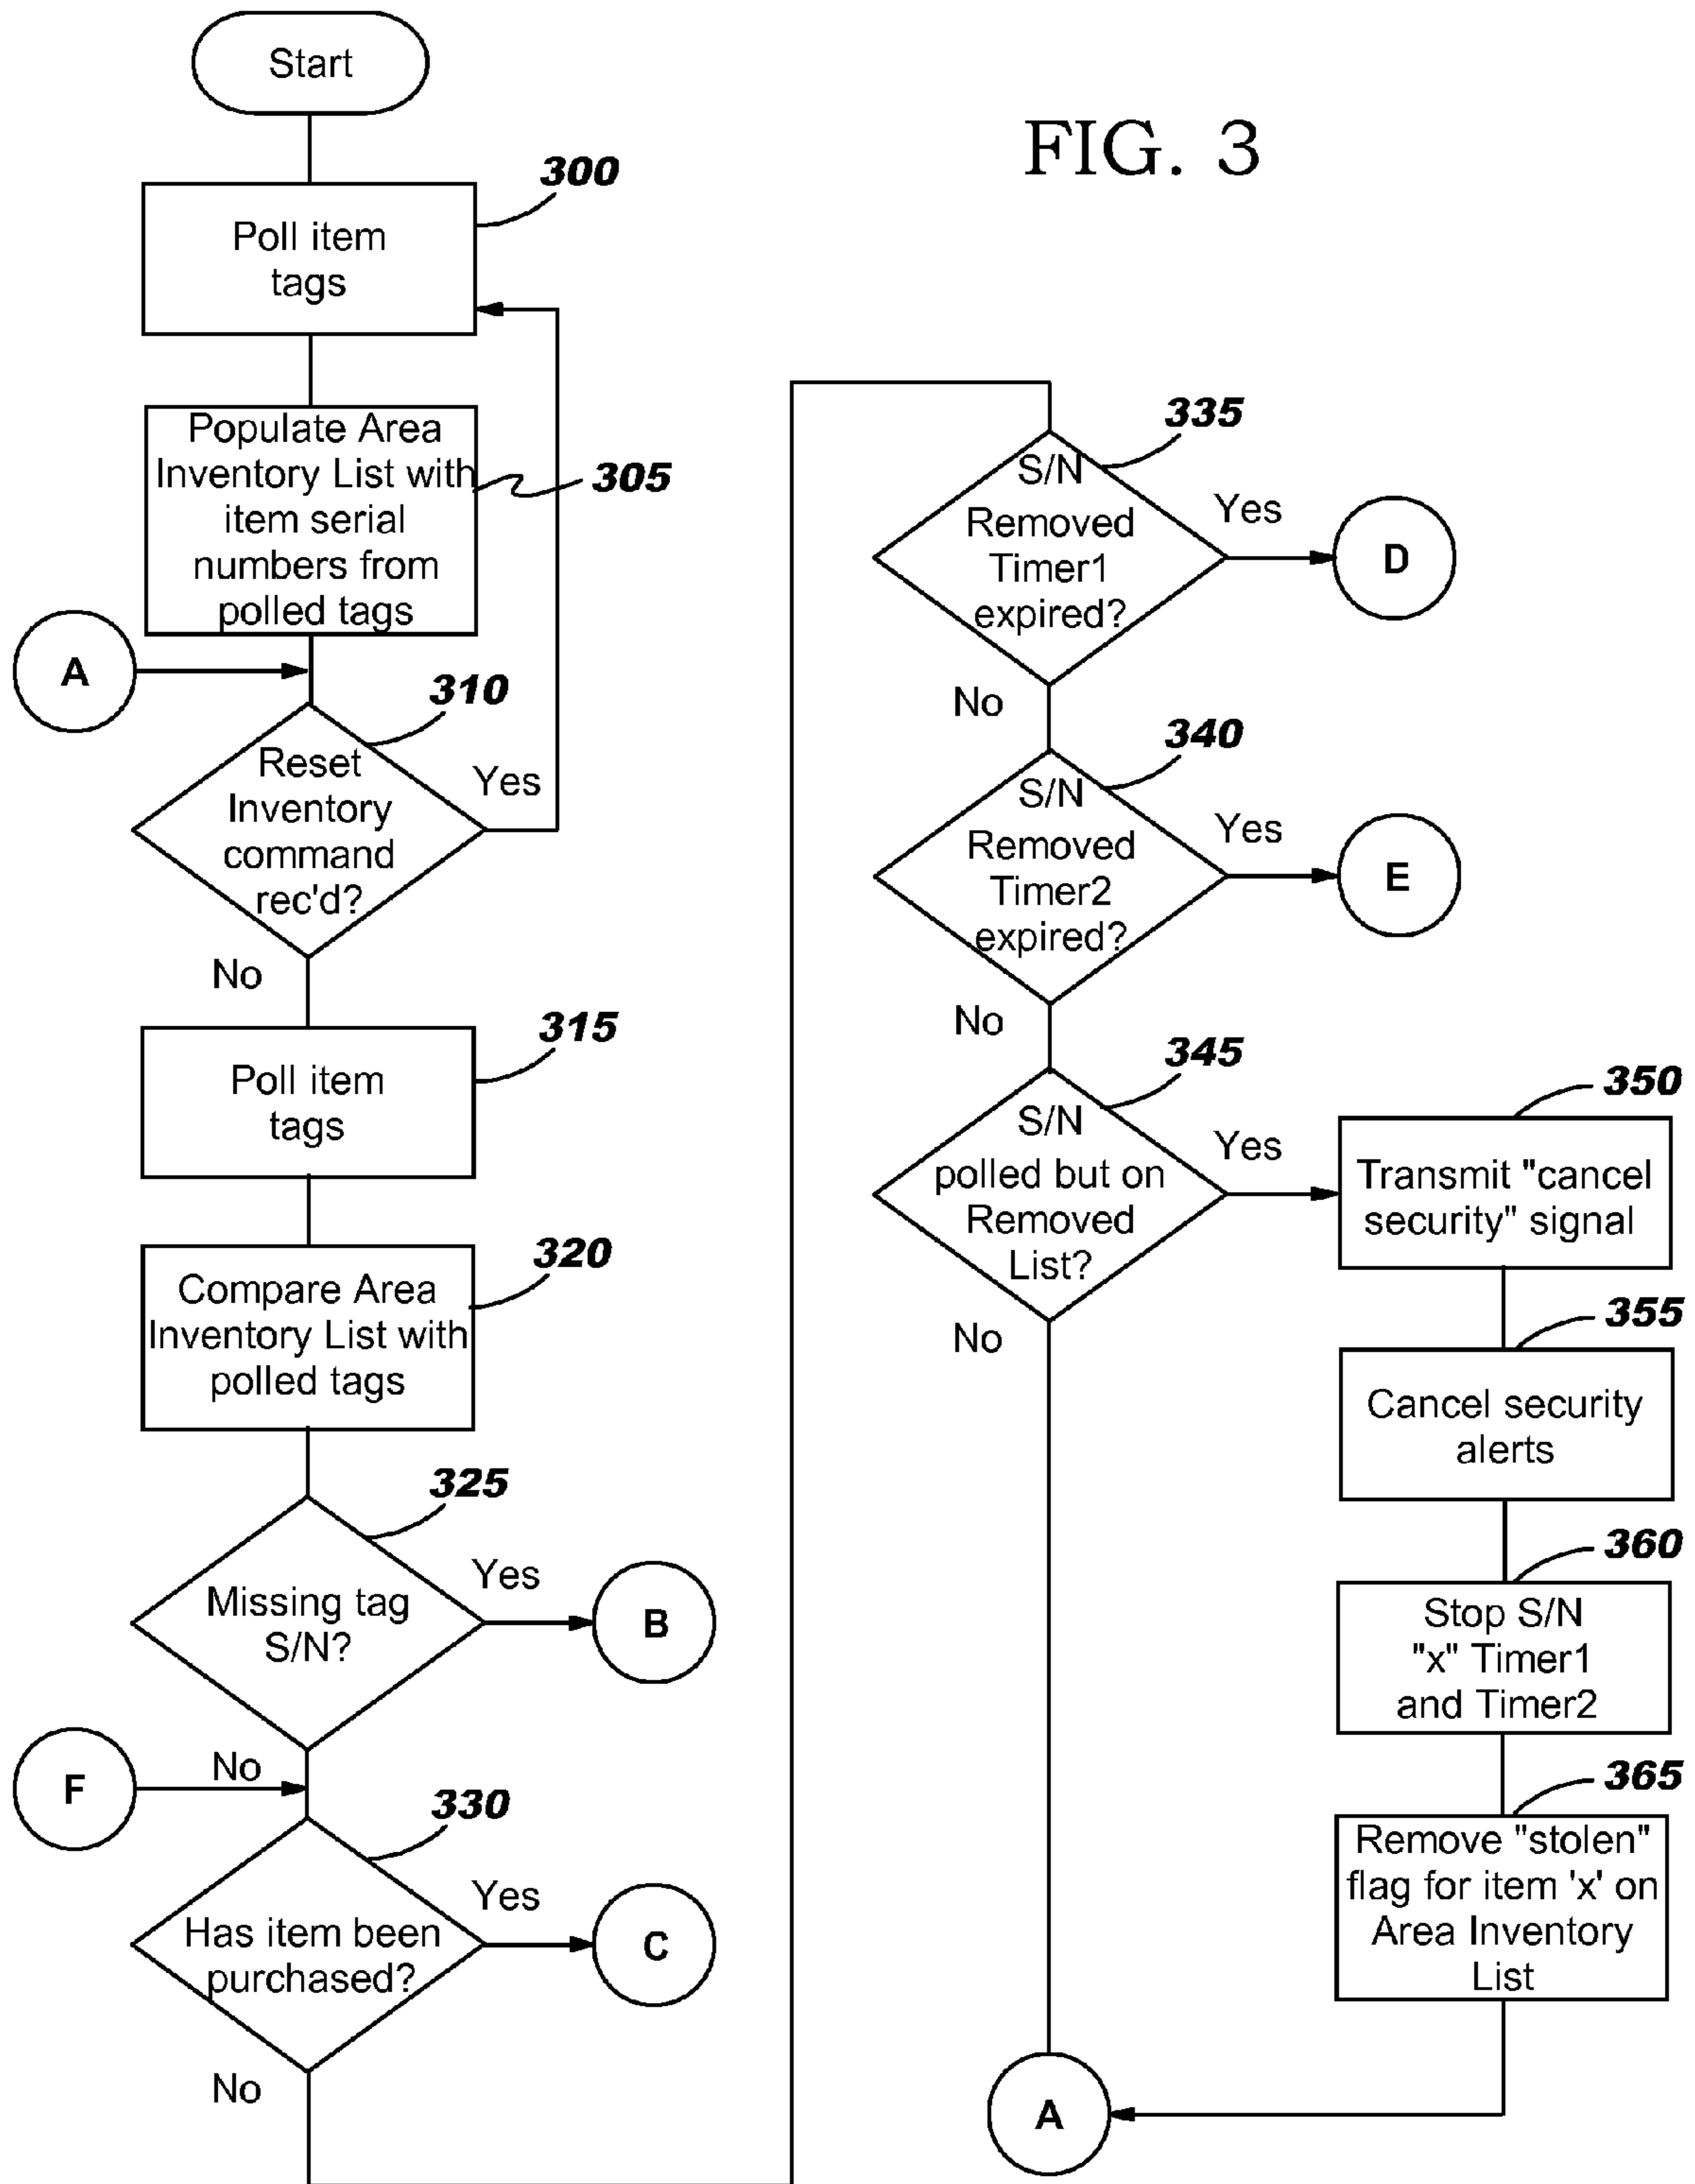 FIG. 3
Start
300
Poll item
tags
Populate Area
Inventory List with
item serial
numbers from
polled tags
305
A
310
Reset
Inventory
command
rec'd?
Yes
No
315
Poll item
tags
320
Compare Area
Inventory List with
polled tags
325
Missing tag
S/N?
Yes
B
No
F
330
Has item been
purchased?
Yes
C
No
335
S/N
Removed
Timer1
expired?
Yes
D
No
340
S/N
Removed
Timer2
expired?
Yes
E
No
345
S/N
polled but on
Removed
List?
Yes
No
350
Transmit "cancel
security" signal
355
Cancel security
alerts
360
Stop S/N
"x" Timer1
and Timer2
365
Remove "stolen"
flag for item 'x' on
Area Inventory
List
A